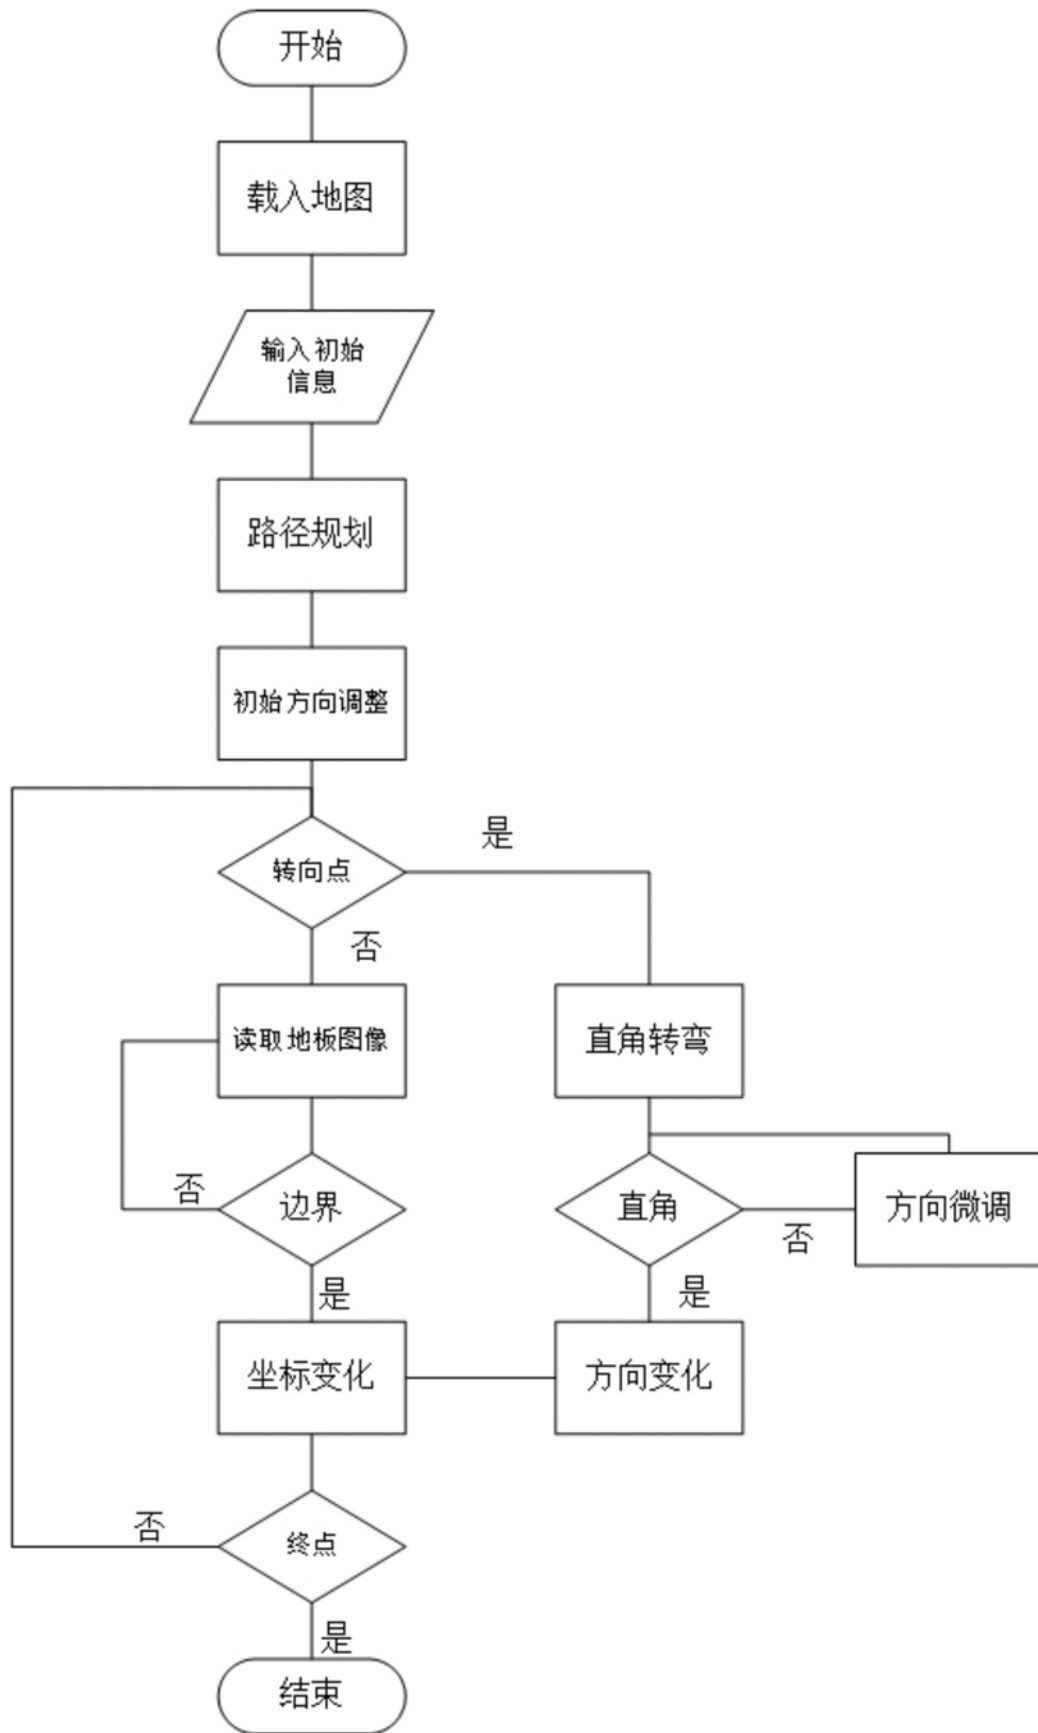 开始
载入地图
输入初始
信息
路径规划
初始方向调整
转向点
是
否
读取地板图像
直角转弯
否
边界
直角
否
方向微调
是
是
坐标变化
方向变化
否
终点
是
结束